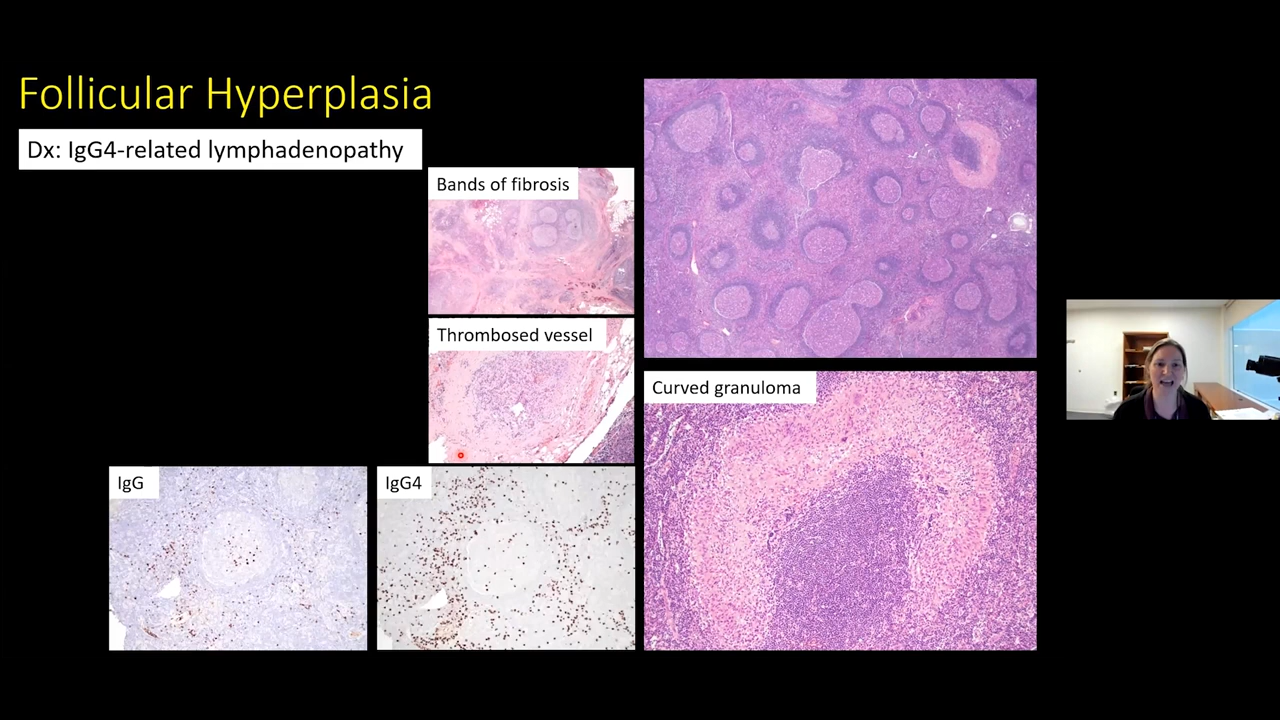 Follicular Hyperplasia
Dx: IgG4-related lymphadenopathy
Bands of fibrosis
Thrombosed vessel
Curved granuloma
IgG
IgG4